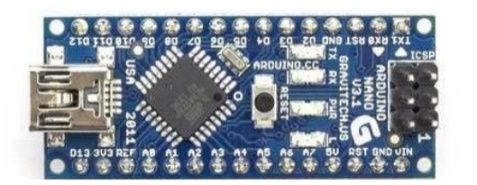 D12 D11 D10 D9 D8 D7 D6 D5 D4 D3 D2 GND RST RX0 TX1
ARDUINO.CC
TX
RX
PWR
L
RESET
GRAVITECH.US
ARDUINO
NANO
V3.1
ICSP
1
USA
2011
G
D13 3V3 REF A0 A1 A2 A3 A4 A5 A6 A7 5V RST GND VIN